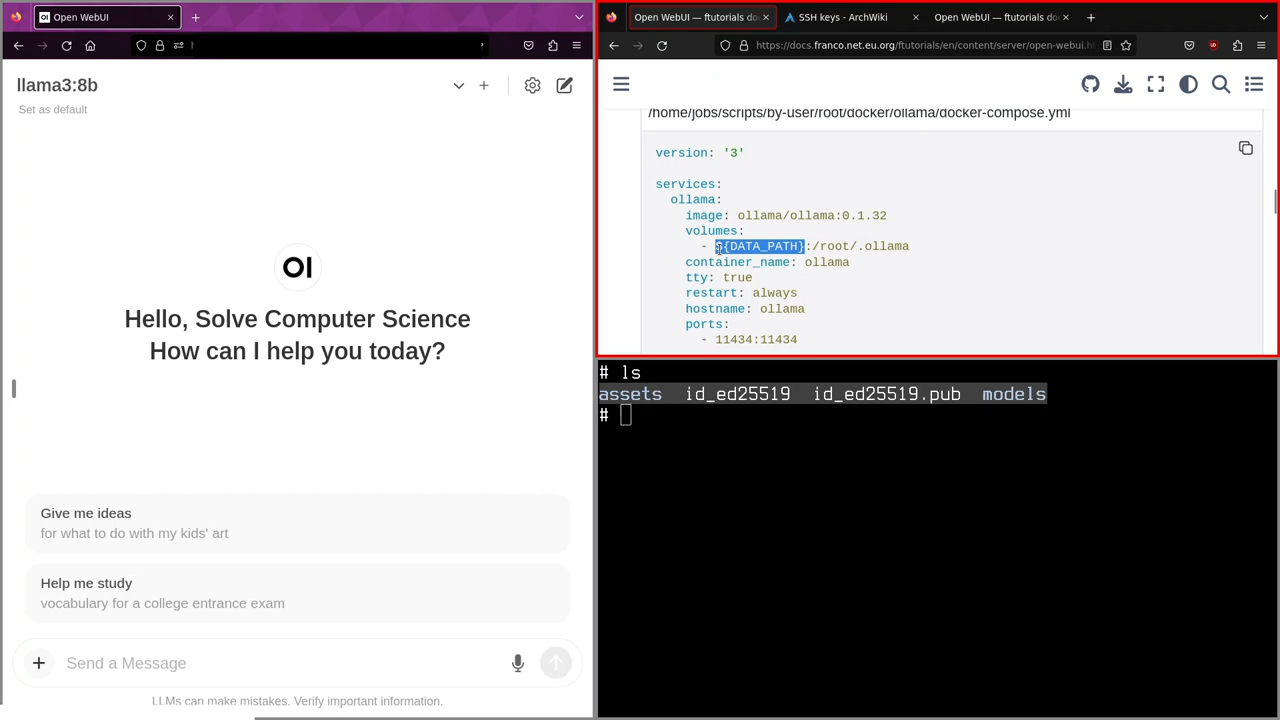 Open WebUI
llama3:8b
Set as default
OI
Hello, Solve Computer Science
How can I help you today?
Give me ideas
for what to do with my kids' art
Help me study
vocabulary for a college entrance exam
Send a Message
LLMs can make mistakes. Verify important information.
Open WebUI — ftutorials doc
SSH keys - ArchWiki
Open WebUI — ftutorials doc
https://docs.franco.net.eu.org/ftutorials/en/content/server/open-webui.h
/home/jobs/scripts/by-user/root/docker/ollama/docker-compose.yml
version: '3'
services:
ollama:
image: ollama/ollama:0.1.32
volumes:
- ${DATA_PATH}:/root/.ollama
container_name: ollama
tty: true
restart: always
hostname: ollama
ports:
- 11434:11434
# ls
assets id_ed25519 id_ed25519.pub models
#